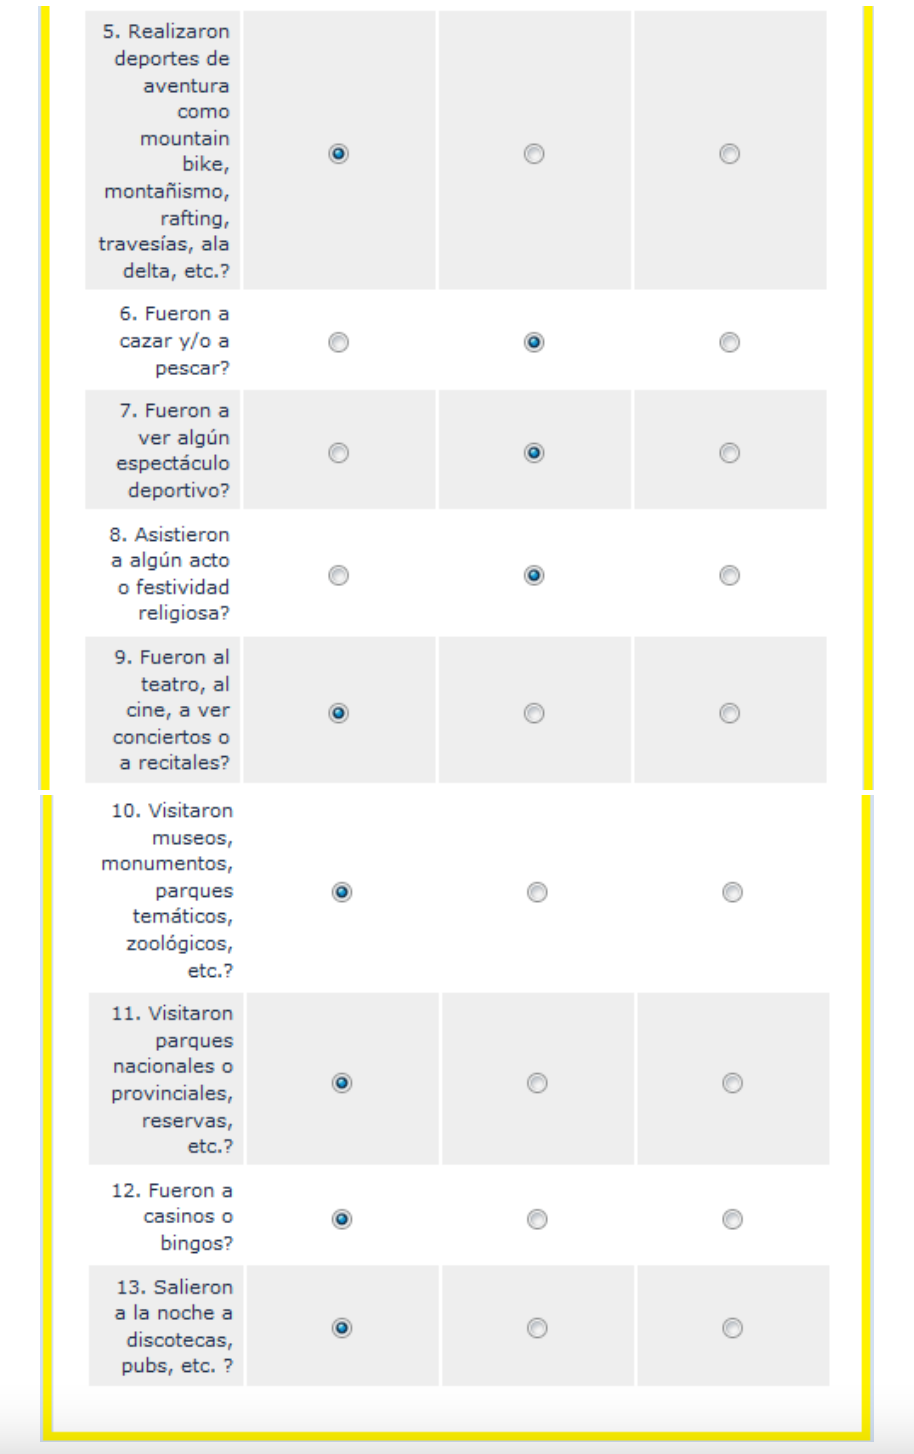 5. Realizaron
deportes de
aventura
como
mountain
bike,
montañismo,
rafting,
travesías, ala
delta, etc.?
6. Fueron a
cazar y/o a
pescar?
7. Fueron a
ver algún
espectáculo
deportivo?
8. Asistieron
a algún acto
o festividad
religiosa?
9. Fueron al
teatro, al
cine, a ver
conciertos o
a recitales?
10. Visitaron
museos,
monumentos,
parques
temáticos,
zoológicos,
etc.?
11. Visitaron
parques
nacionales o
provinciales,
reservas,
etc.?
12. Fueron a
casinos o
bingos?
13. Salieron
a la noche a
discotecas,
pubs, etc. ?